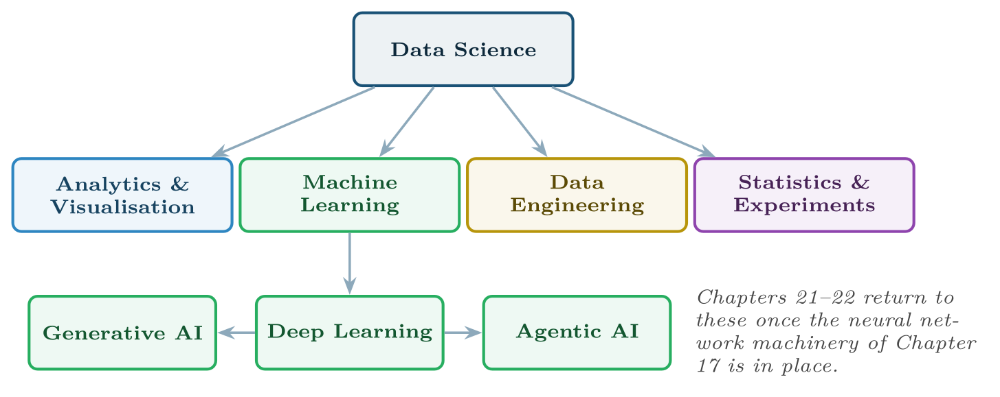 Data Science
Analytics &
Visualisation
Machine
Learning
Data
Engineering
Statistics &
Experiments
Generative AI
Deep Learning
Agentic AI
Chapters 21–22 return to
these once the neural net-
work machinery of Chapter
17 is in place.